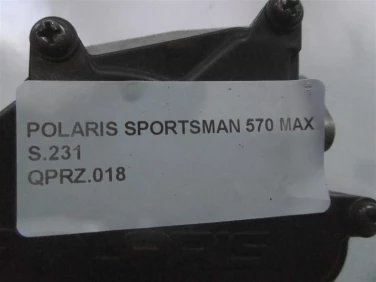 POLARIS SPORTSMAN 570 MAX
S.231
QPRZ.018